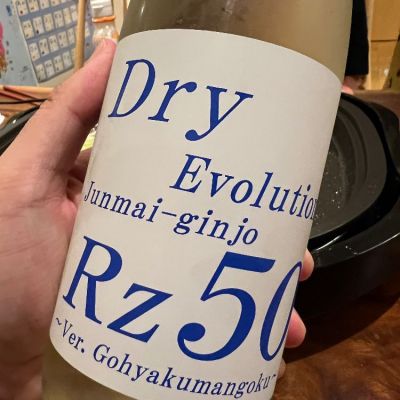 Dry
Evolution
Junmai-ginjo
Rz50
~Ver. Gohyakumangoku~